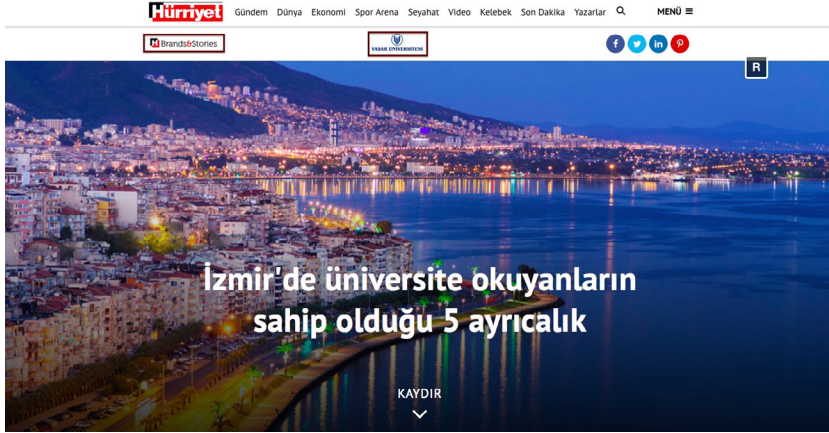 Hürriyet Gündem Dünya Ekonomi Spor Arena Seyahat Video Kelebek Son Dakika Yazarlar MENÜ
H Brands&Stories YAŞAR ÜNİVERSİTESİ
R
İzmir'de üniversite okuyanların
sahip olduğu 5 ayrıcalık
KAYDIR